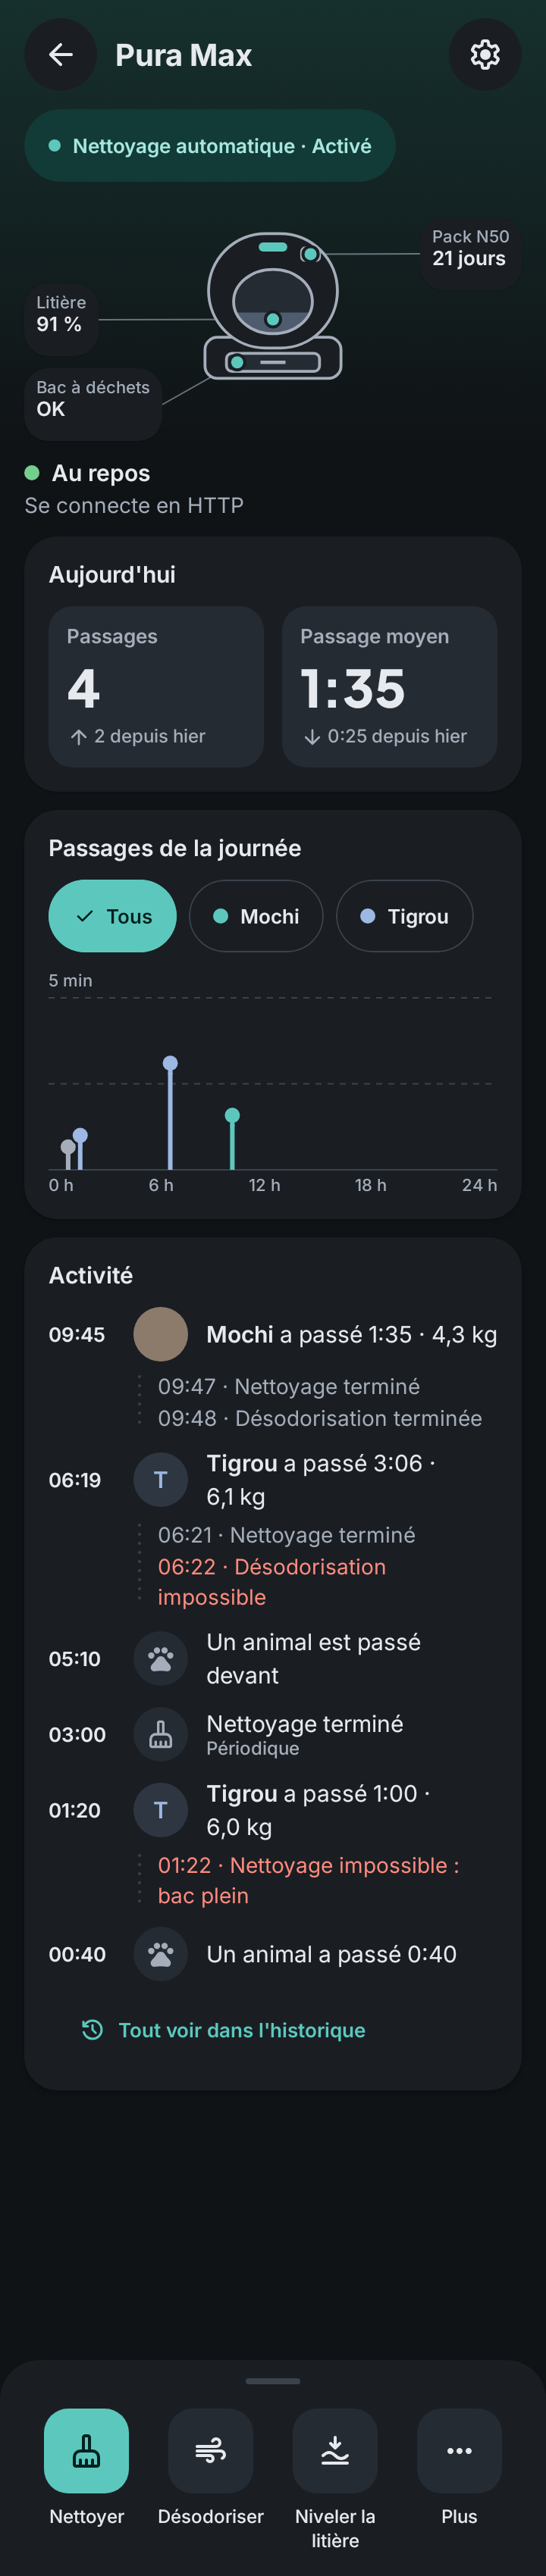 Pura Max
Nettoyage automatique · Activé
Pack N50
21 jours
Litière
91 %
Bac à déchets
OK
Au repos
Se connecte en HTTP
Aujourd'hui
Passages
4
↑ 2 depuis hier
Passage moyen
1:35
↓ 0:25 depuis hier
Passages de la journée
Tous
Mochi
Tigrou
5 min
0 h
6 h
12 h
18 h
24 h
Activité
09:45
Mochi a passé 1:35 · 4,3 kg
09:47 · Nettoyage terminé
09:48 · Désodorisation terminée
06:19
T
Tigrou a passé 3:06 ·
6,1 kg
06:21 · Nettoyage terminé
06:22 · Désodorisation
impossible
05:10
Un animal est passé
devant
03:00
Nettoyage terminé
Périodique
01:20
T
Tigrou a passé 1:00 ·
6,0 kg
01:22 · Nettoyage impossible :
bac plein
00:40
Un animal a passé 0:40
Tout voir dans l'historique
Nettoyer
Désodoriser
Niveler la
litière
Plus